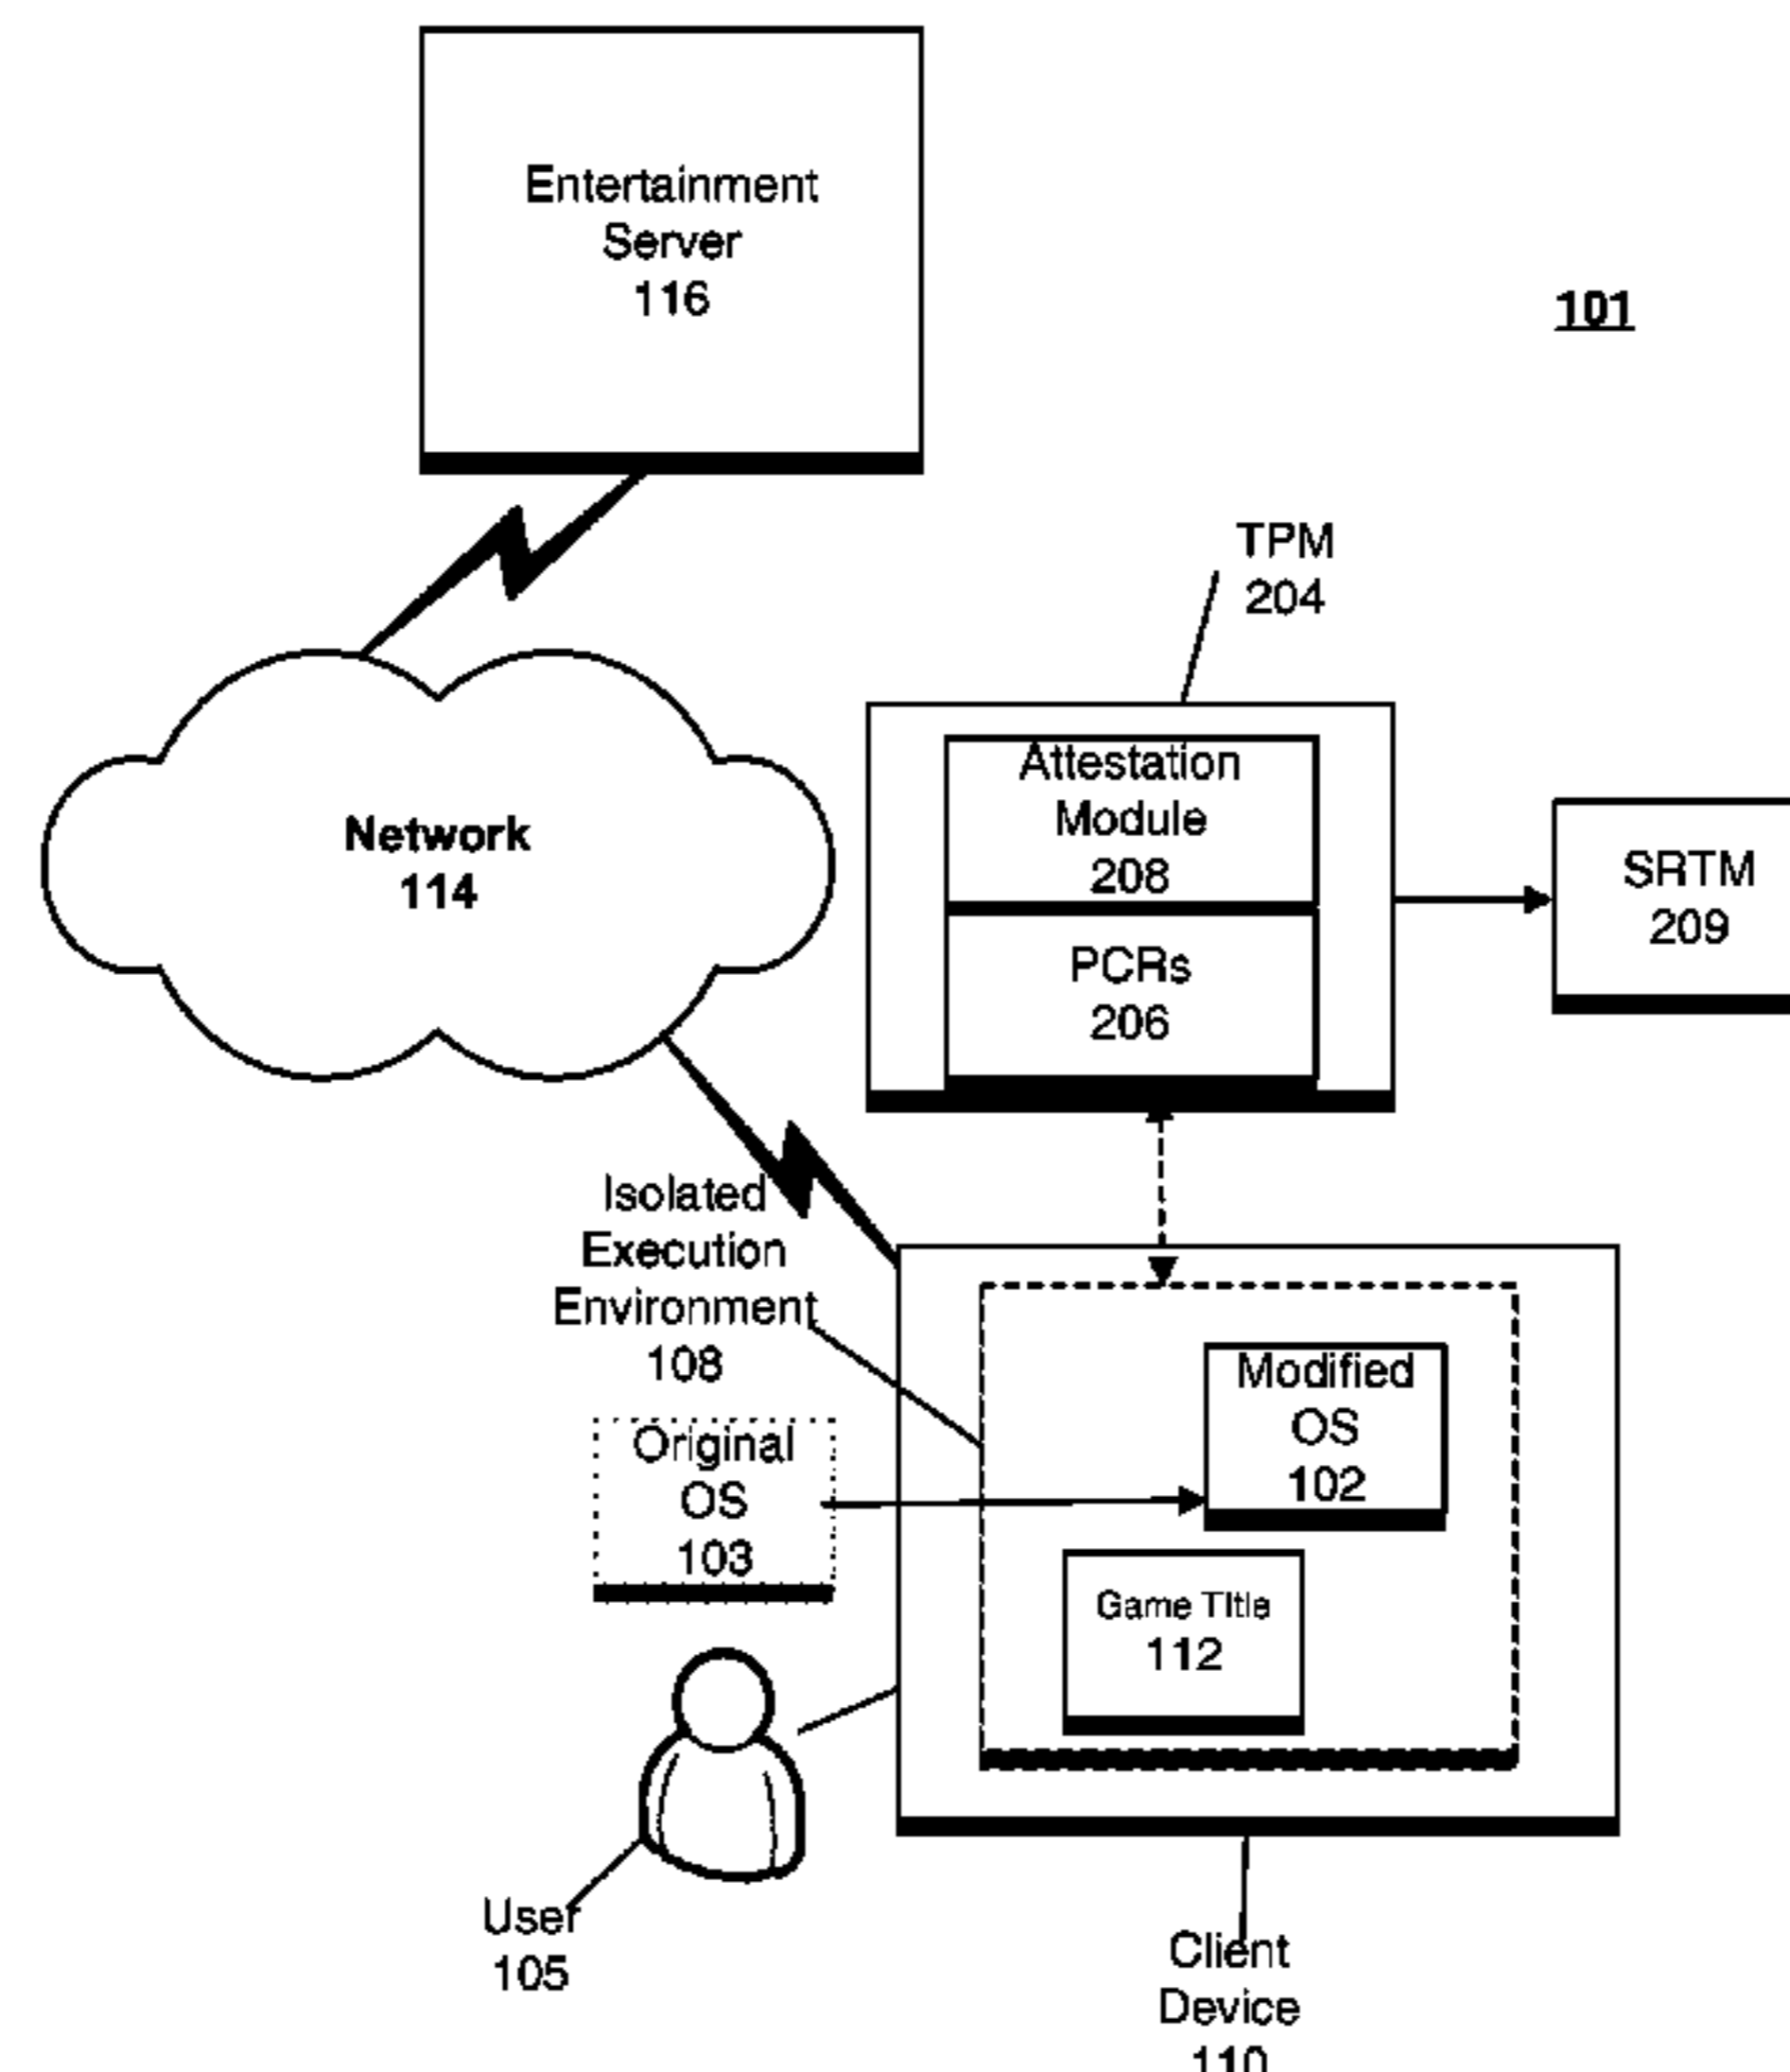 Entertainment
Server
116
101
TPM
204
Attestation
Module
208
PCRs
206
SRTM
209
Network
114
Isolated
Execution
Environment
108
Original
OS
103
Modified
OS
102
Game Title
112
User
105
Client
Device
110